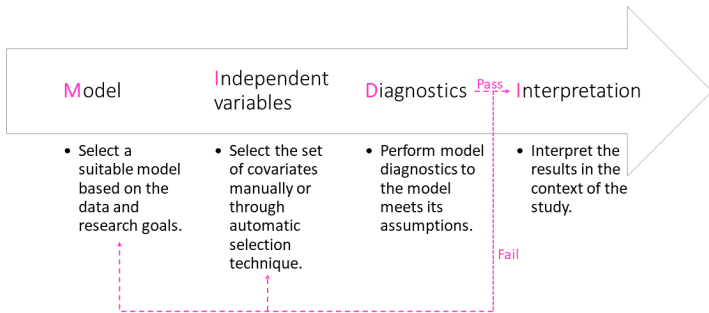 Model
Independent
variables
Diagnostics
Pass
Interpretation
• Select a
suitable model
based on the
data and
research goals.
• Select the set
of covariates
manually or
through
automatic
selection
technique.
• Perform model
diagnostics to
the model
meets its
assumptions.
• Interpret the
results in the
context of the
study.
Fail